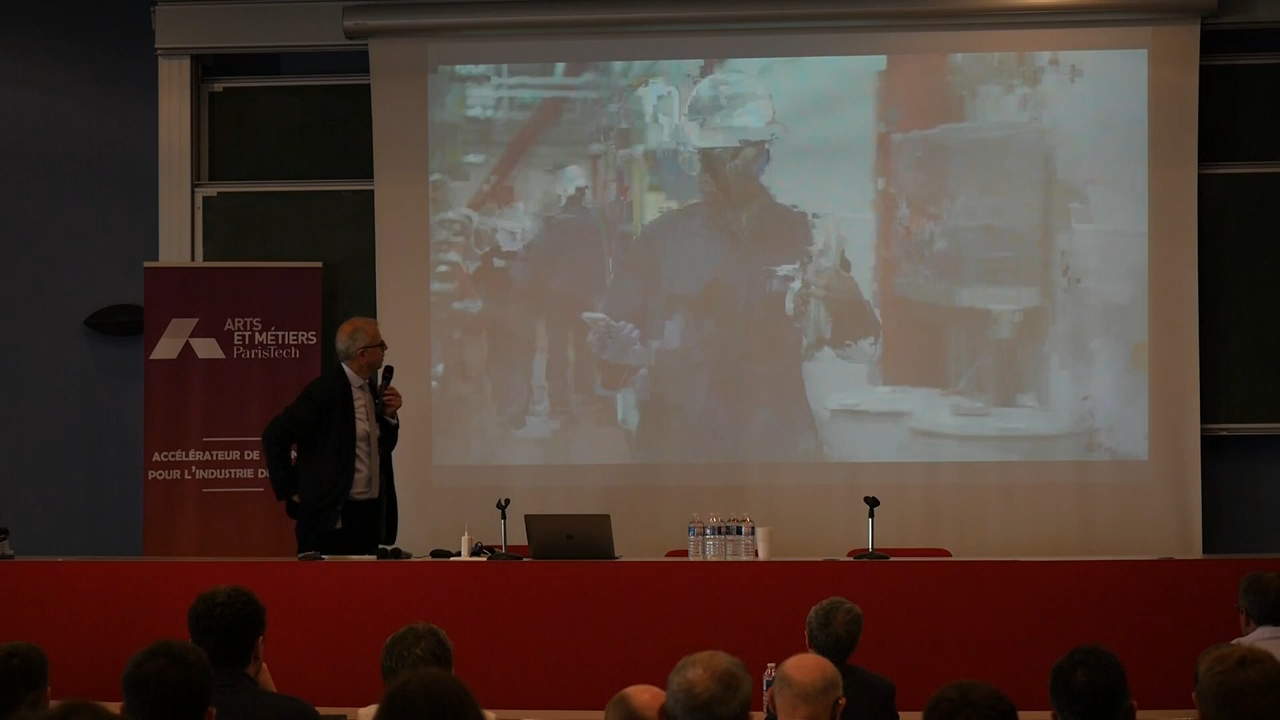 ARTS
ET MÉTIERS
ParisTech
ACCÉLÉRATEUR DE
POUR L'INDUSTRIE